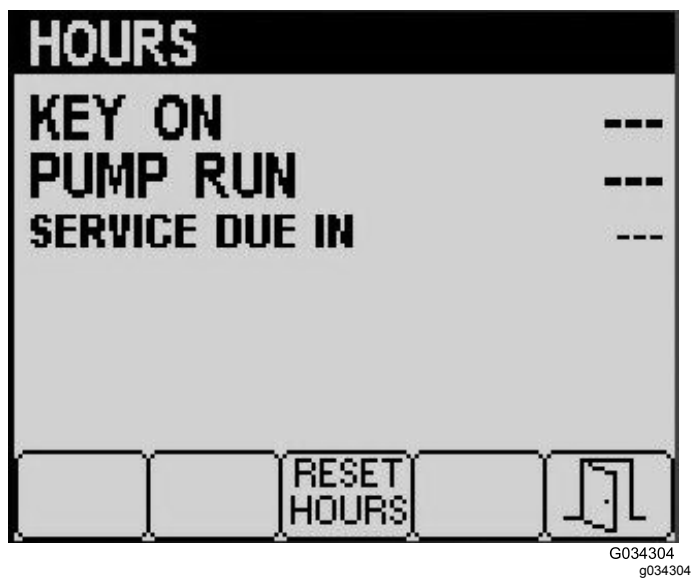 HOURS
KEY ON ---
PUMP RUN ---
SERVICE DUE IN ---
RESET
HOURS
G034304
g034304